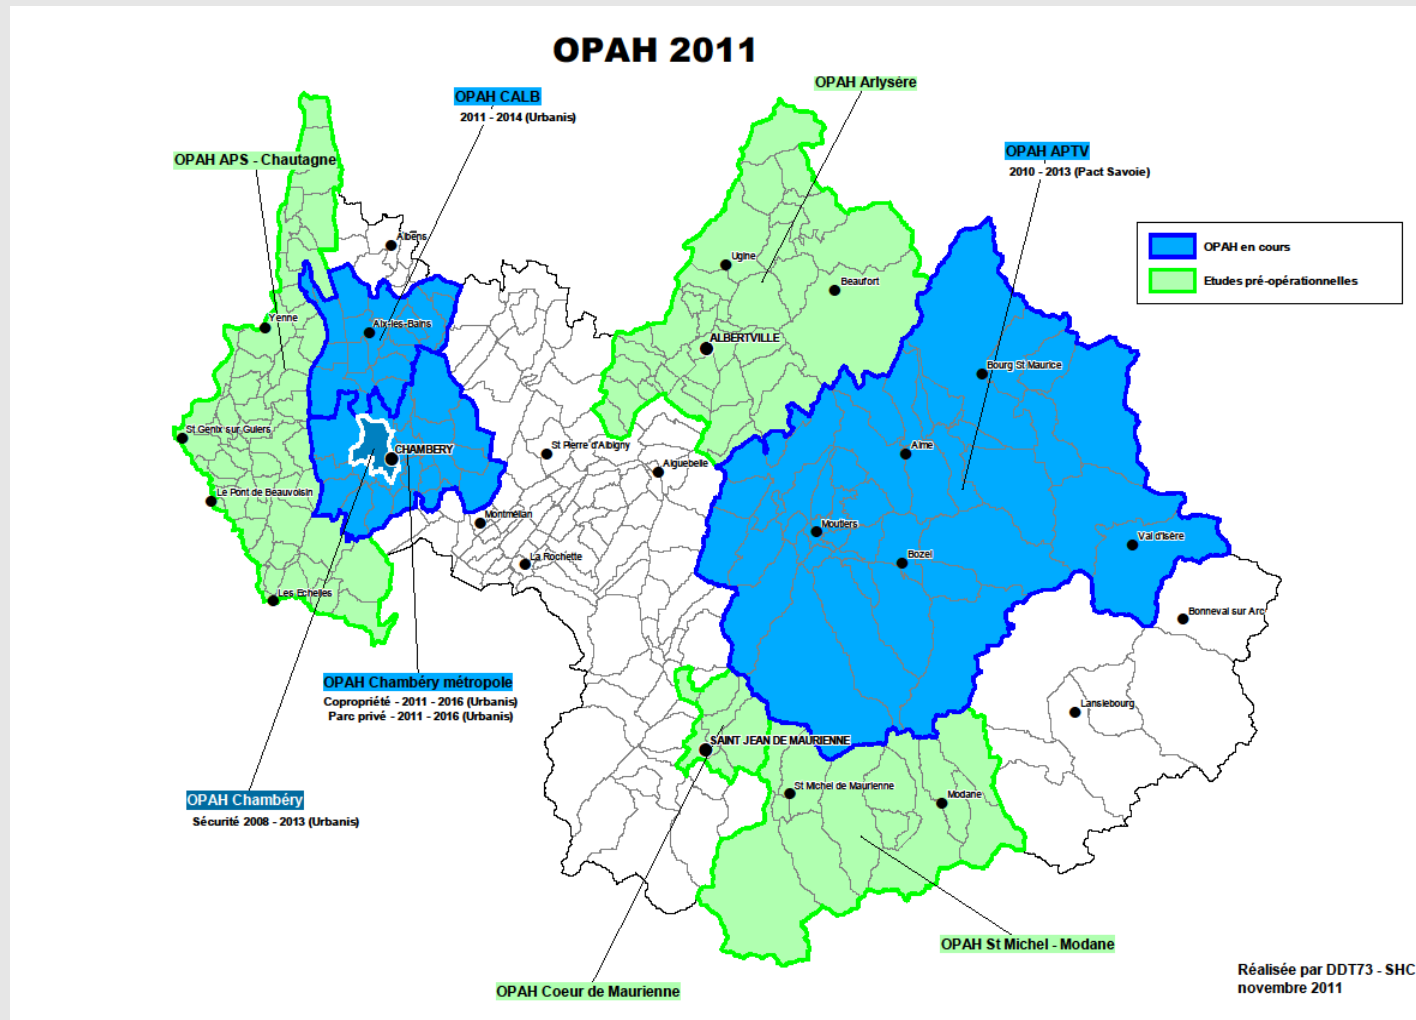 OPAH 2011
OPAH Arlysère
OPAH CALB
2011 - 2014 (Urbanis)
OPAH APTV
2010 - 2013 (Pact Savoie)
OPAH APS - Chautagne
OPAH en cours
Etudes pré-opérationnelles
Albens
Ugine
Beaufort
Yenne
Aix-les-Bains
ALBERTVILLE
Bourg St Maurice
St Genix sur Guiers
CHAMBERY
St Pierre d'Albigny
Aime
Aiguebelle
Le Pont de Beauvoisin
Montmélian
Moutiers
Val d'Isère
La Rochette
Bozel
Les Echelles
Bonneval sur Arc
OPAH Chambéry métropole
Copropriété - 2011 - 2016 (Urbanis)
Parc privé - 2011 - 2016 (Urbanis)
Lanslebourg
SAINT JEAN DE MAURIENNE
St Michel de Maurienne
Modane
OPAH Chambéry
Sécurité 2008 - 2013 (Urbanis)
OPAH St Michel - Modane
OPAH Coeur de Maurienne
Réalisée par DDT73 - SHC
novembre 2011